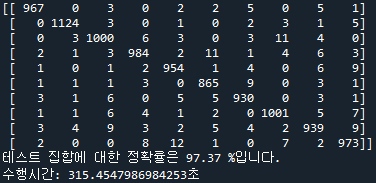 [[ 967 0 3 0 2 2 5 0 5 1]
[ 0 1124 3 0 1 0 2 3 1 5]
[ 0 3 1000 6 3 0 3 11 4 0]
[ 2 1 3 984 2 11 1 4 6 3]
[ 1 0 1 2 954 1 4 0 6 9]
[ 1 1 1 3 0 865 9 0 3 1]
[ 3 1 6 0 5 5 930 0 3 1]
[ 1 1 6 4 1 2 0 1001 5 7]
[ 3 4 9 3 2 5 4 2 939 9]
[ 2 0 0 8 12 1 0 7 2 973]]
테스트 집합에 대한 정확률은 97.37 %입니다.
수행시간: 315.4547986984253초